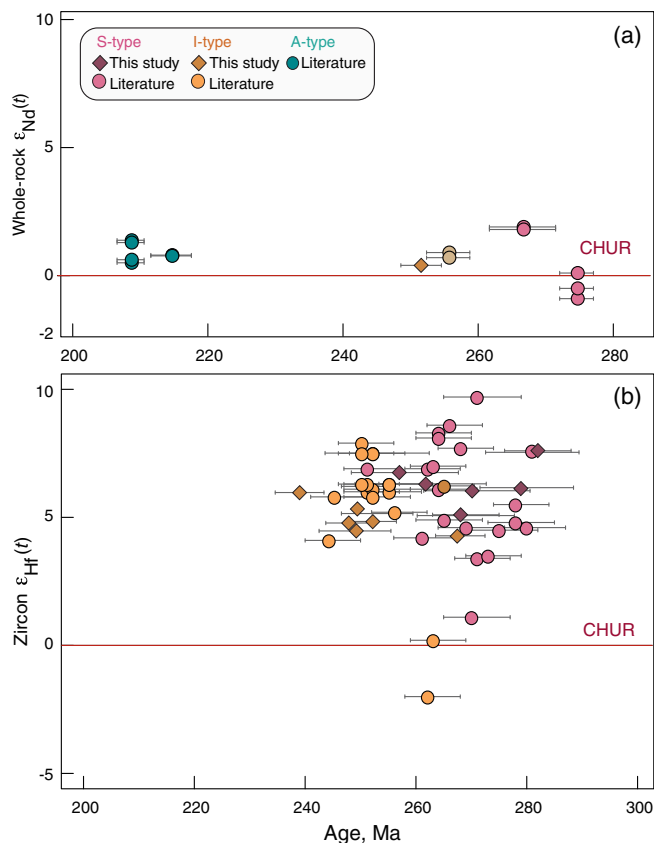 (a)
S-type I-type A-type
This study This study Literature
Literature Literature
10
5
0
-2
Whole-rock εNd(t)
CHUR
200 220 240 260 280
(b)
10
5
0
-5
Zircon εHf(t)
CHUR
200 220 240 260 280 300
Age, Ma